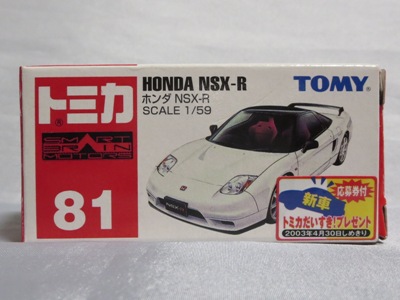 トミカ
SMART
BRAIN
MOTORS
81
HONDA NSX-R
ホンダ NSX-R
SCALE 1/59
TOMY
応募券付
新車
トミカだいすき!プレゼント
2003年4月30日しめきり